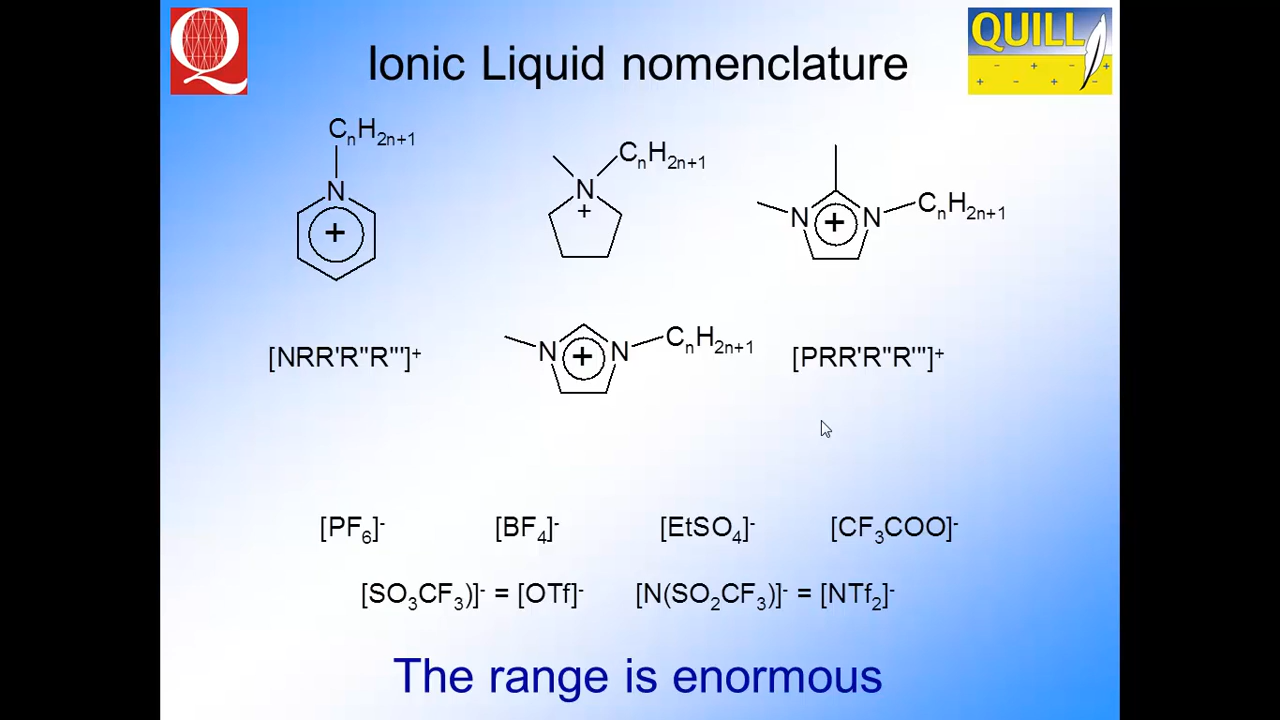 Q
QUILL
Ionic Liquid nomenclature
CₙH₂ₙ₊₁
N
+
CₙH₂ₙ₊₁
N
+
N + N CₙH₂ₙ₊₁
[NRR'R"R"']⁺
N + N CₙH₂ₙ₊₁
[PRR'R"R"']⁺
[PF₆]⁻ [BF₄]⁻ [EtSO₄]⁻ [CF₃COO]⁻
[SO₃CF₃)]⁻ = [OTf]⁻ [N(SO₂CF₃)]⁻ = [NTf₂]⁻
The range is enormous